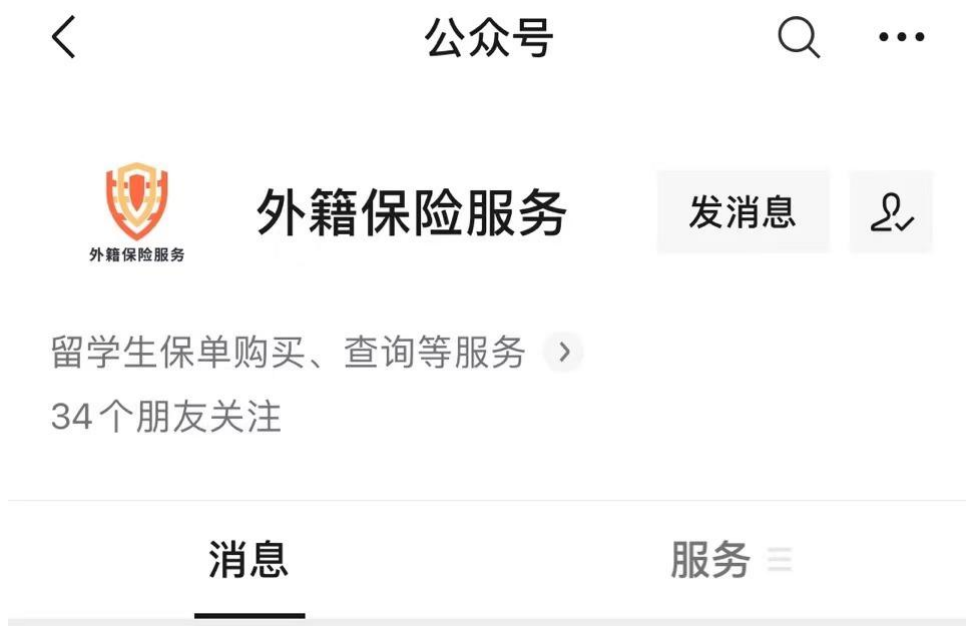 公众号
外籍保险服务
外籍保险服务
发消息
留学生保单购买、查询等服务
34个朋友关注
消息
服务